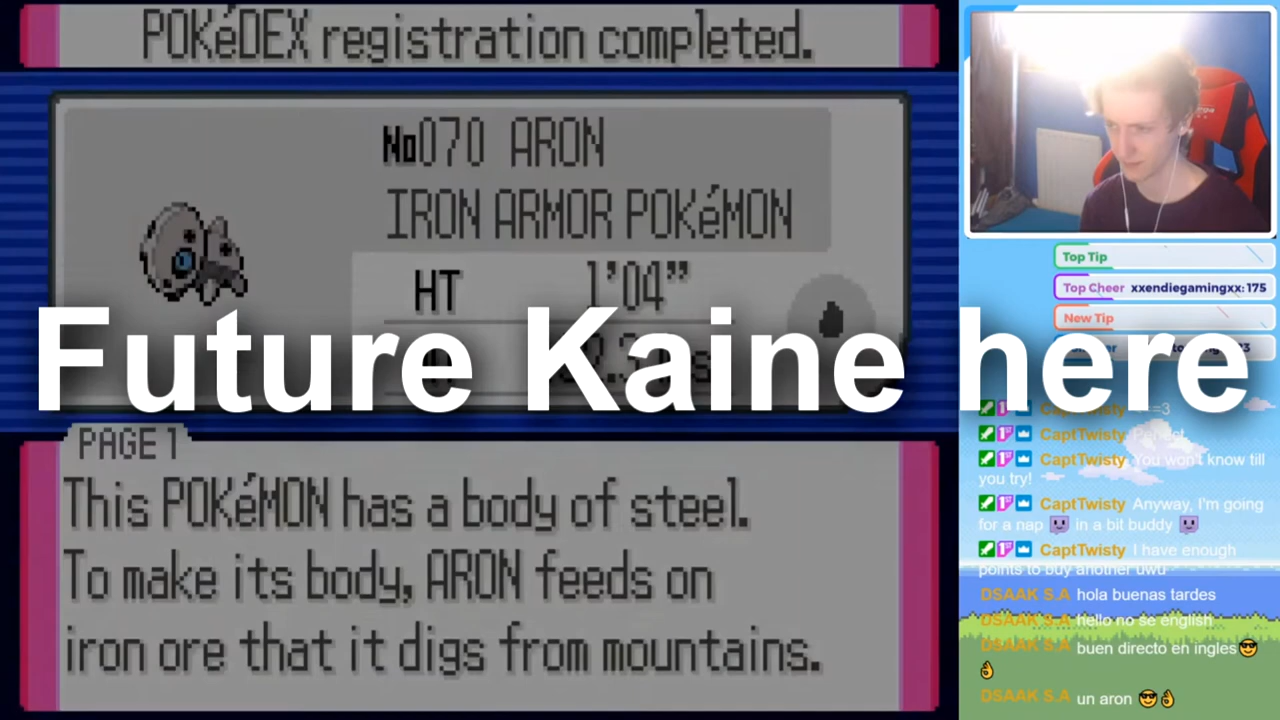 POKéDEX registration completed.
No070 ARON
IRON ARMOR POKéMON
HT 1'04"
Future Kaine here
PAGE 1
This POKéMON has a body of steel.
To make its body, ARON feeds on
iron ore that it digs from mountains.
Top Tip
Top Cheer xxendiegamingxx: 175
New Tip
CaptTwisty
CaptTwisty
CaptTwisty You won't know till
you try!
CaptTwisty Anyway, I'm going
for a nap in a bit buddy
CaptTwisty I have enough
points to buy another uwu
DSAAK S.A hola buenas tardes
DSAAK S.A hello no se english
DSAAK S.A buen directo en ingles😎
👌
DSAAK S.A un aron 😎👌